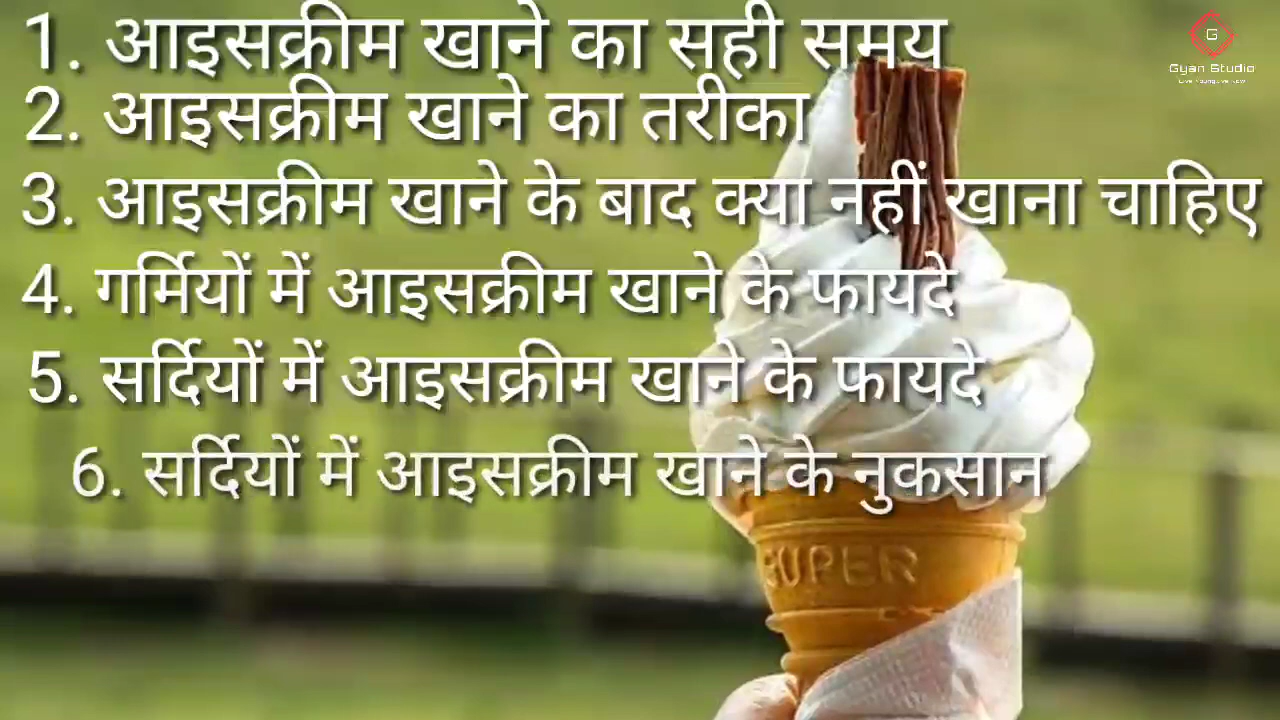 1. आइसक्रीम खाने का सही समय
2. आइसक्रीम खाने का तरीका
3. आइसक्रीम खाने के बाद क्या नहीं खाना चाहिए
4. गर्मियों में आइसक्रीम खाने के फायदे
5. सर्दियों में आइसक्रीम खाने के फायदे
6. सर्दियों में आइसक्रीम खाने के नुकसान
G
Gyan Studio
SUPER